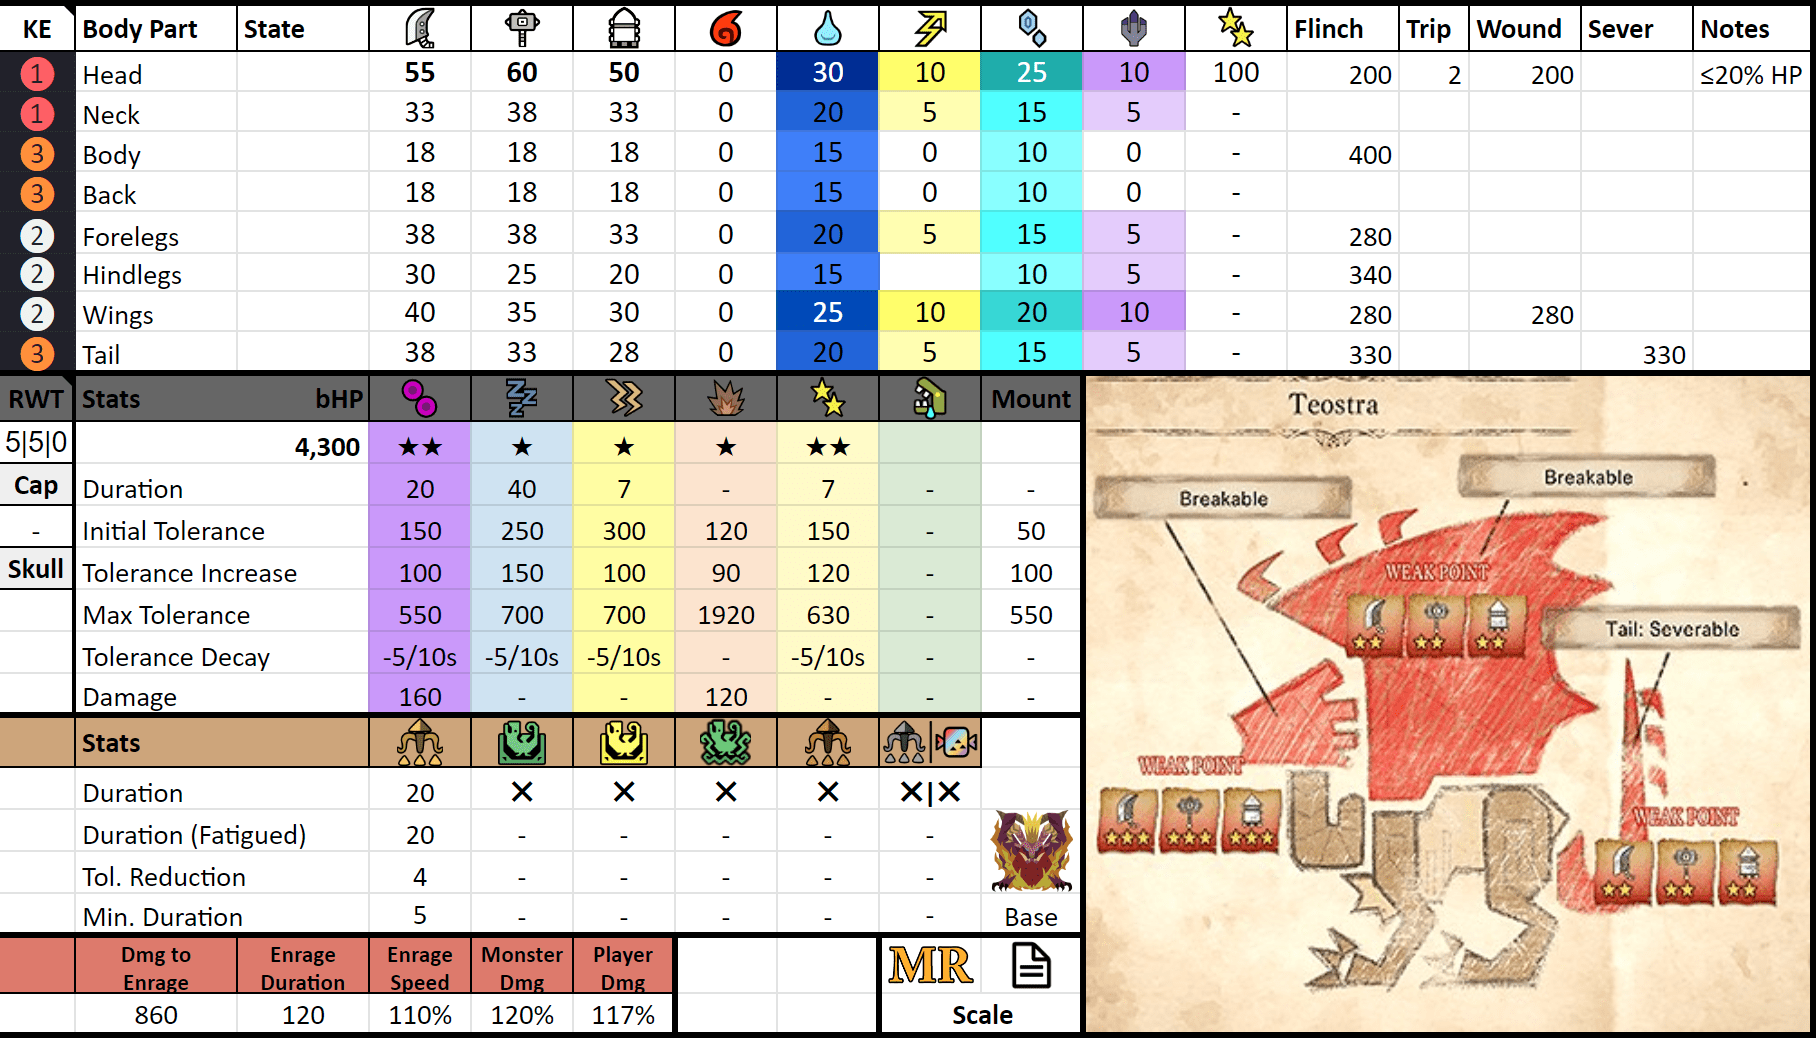 KE Body Part State Flinch Trip Wound Sever Notes
1 Head 55 60 50 0 30 10 25 10 100 200 2 200 ≤20% HP
1 Neck 33 38 33 0 20 5 15 5 -
3 Body 18 18 18 0 15 0 10 0 - 400
3 Back 18 18 18 0 15 0 10 0 -
2 Forelegs 38 38 33 0 20 5 15 5 - 280
2 Hindlegs 30 25 20 0 15 10 5 - 340
2 Wings 40 35 30 0 25 10 20 10 - 280 280
3 Tail 38 33 28 0 20 5 15 5 - 330 330
RWT Stats bHP Mount
5|5|0 4,300 ★★ ★ ★ ★ ★★
Cap Duration 20 40 7 - 7 - -
- Initial Tolerance 150 250 300 120 150 - 50
Skull Tolerance Increase 100 150 100 90 120 - 100
Max Tolerance 550 700 700 1920 630 - 550
Tolerance Decay -5/10s -5/10s -5/10s - -5/10s - -
Damage 160 - - 120 - - -
Stats
Duration 20 ✕ ✕ ✕ ✕ ✕|✕
Duration (Fatigued) 20 - - - - -
Tol. Reduction 4 - - - - -
Min. Duration 5 - - - - - Base
Dmg to Enrage Enrage Duration Enrage Speed Monster Dmg Player Dmg MR
860 120 110% 120% 117% Scale
Teostra
Breakable
Breakable
WEAK POINT
Tail: Severable
WEAK POINT
WEAK POINT